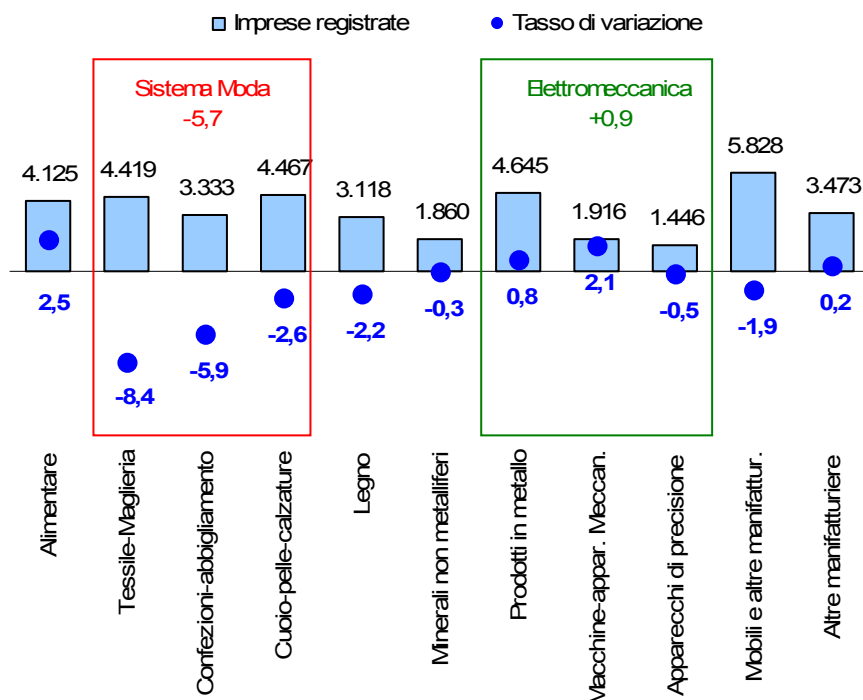 Imprese registrate
Tasso di variazione
Sistema Moda
-5,7
Elettromeccanica
+0,9
4.125
4.419
3.333
4.467
3.118
1.860
4.645
1.916
1.446
5.828
3.473
2,5
-8,4
-5,9
-2,6
-2,2
-0,3
0,8
2,1
-0,5
-1,9
0,2
Alimentare
Tessile-Maglieria
Confezioni-abbigliamento
Cuoio-pelle-calzature
Legno
Minerali non metalliferi
Prodotti in metallo
Macchine-appar. Meccan.
Apparecchi di precisione
Mobili e altre manifattur.
Altre manifatturiere